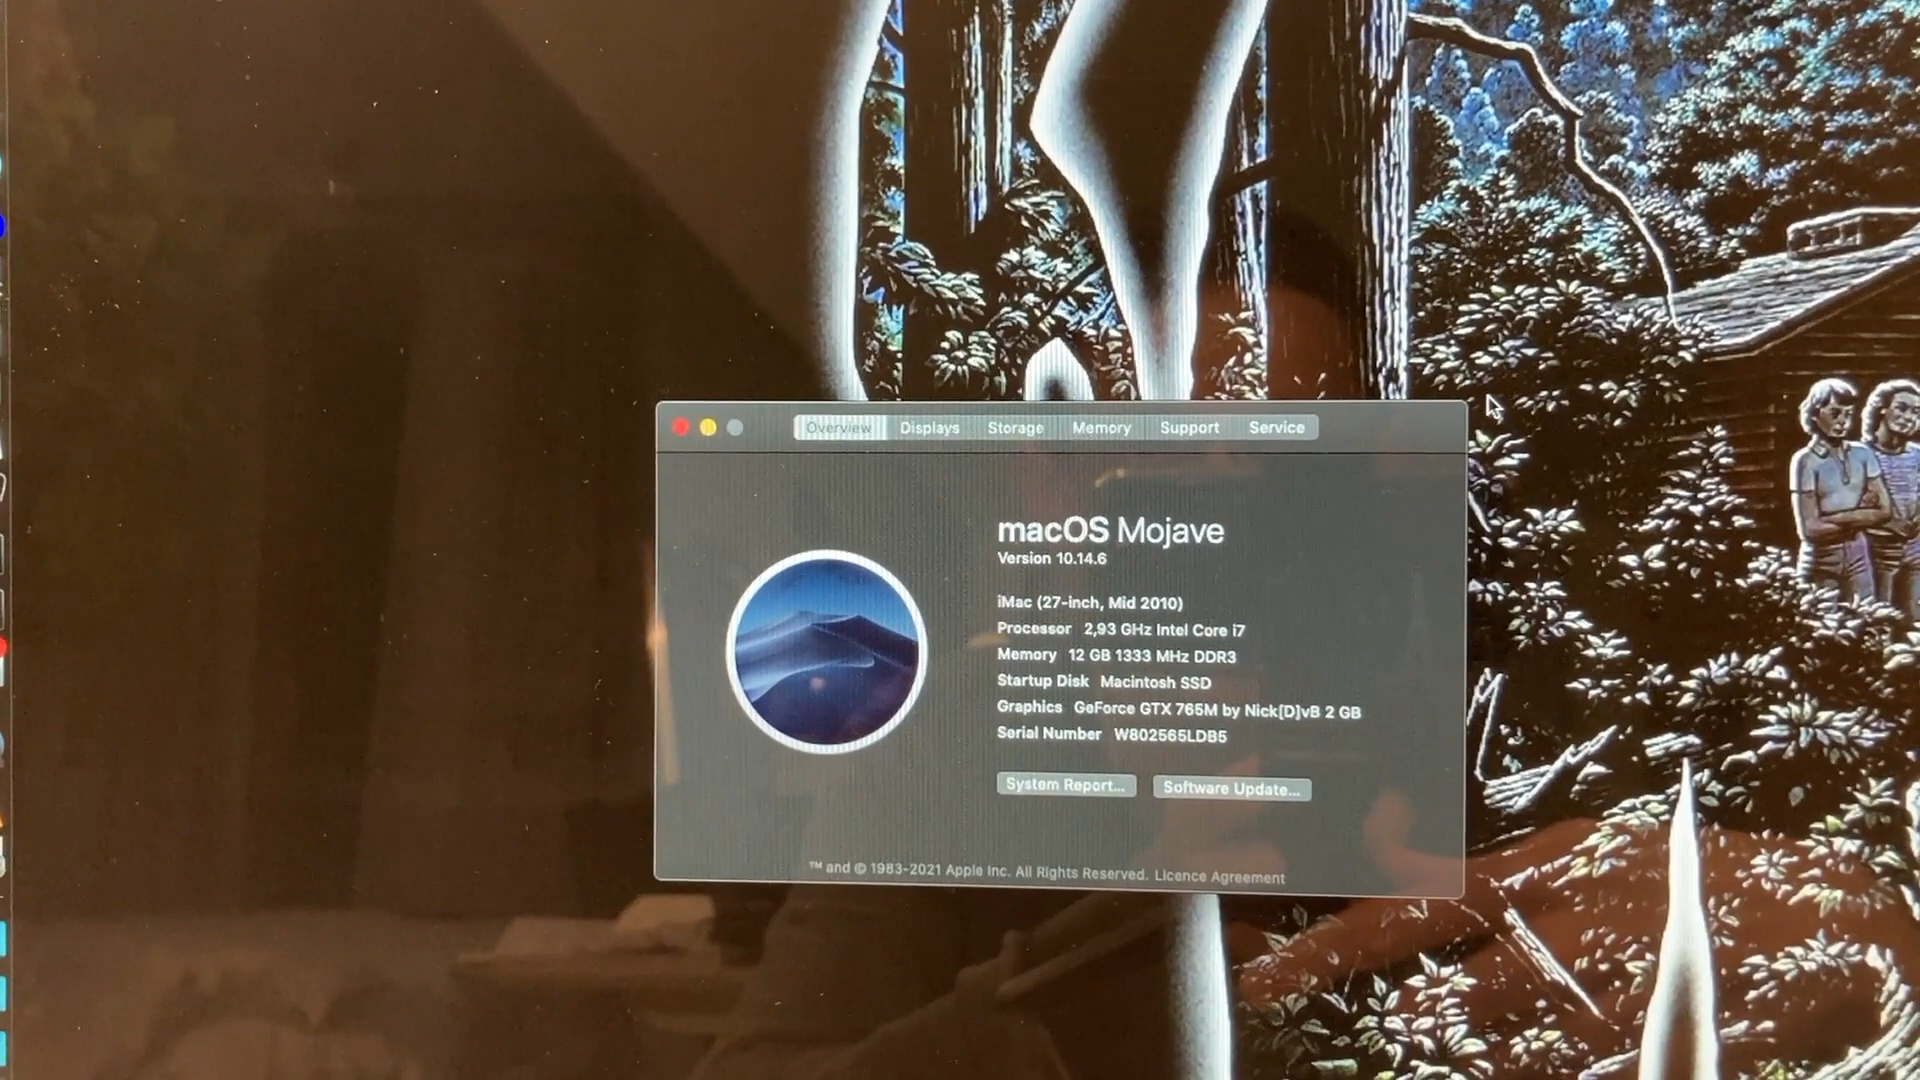 Overview Displays Storage Memory Support Service
macOS Mojave
Version 10.14.6
iMac (27-inch, Mid 2010)
Processor 2,93 GHz Intel Core i7
Memory 12 GB 1333 MHz DDR3
Startup Disk Macintosh SSD
Graphics GeForce GTX 765M by Nick[D]vB 2 GB
Serial Number W802565LDB5
System Report... Software Update...
™ and © 1983-2021 Apple Inc. All Rights Reserved. Licence Agreement